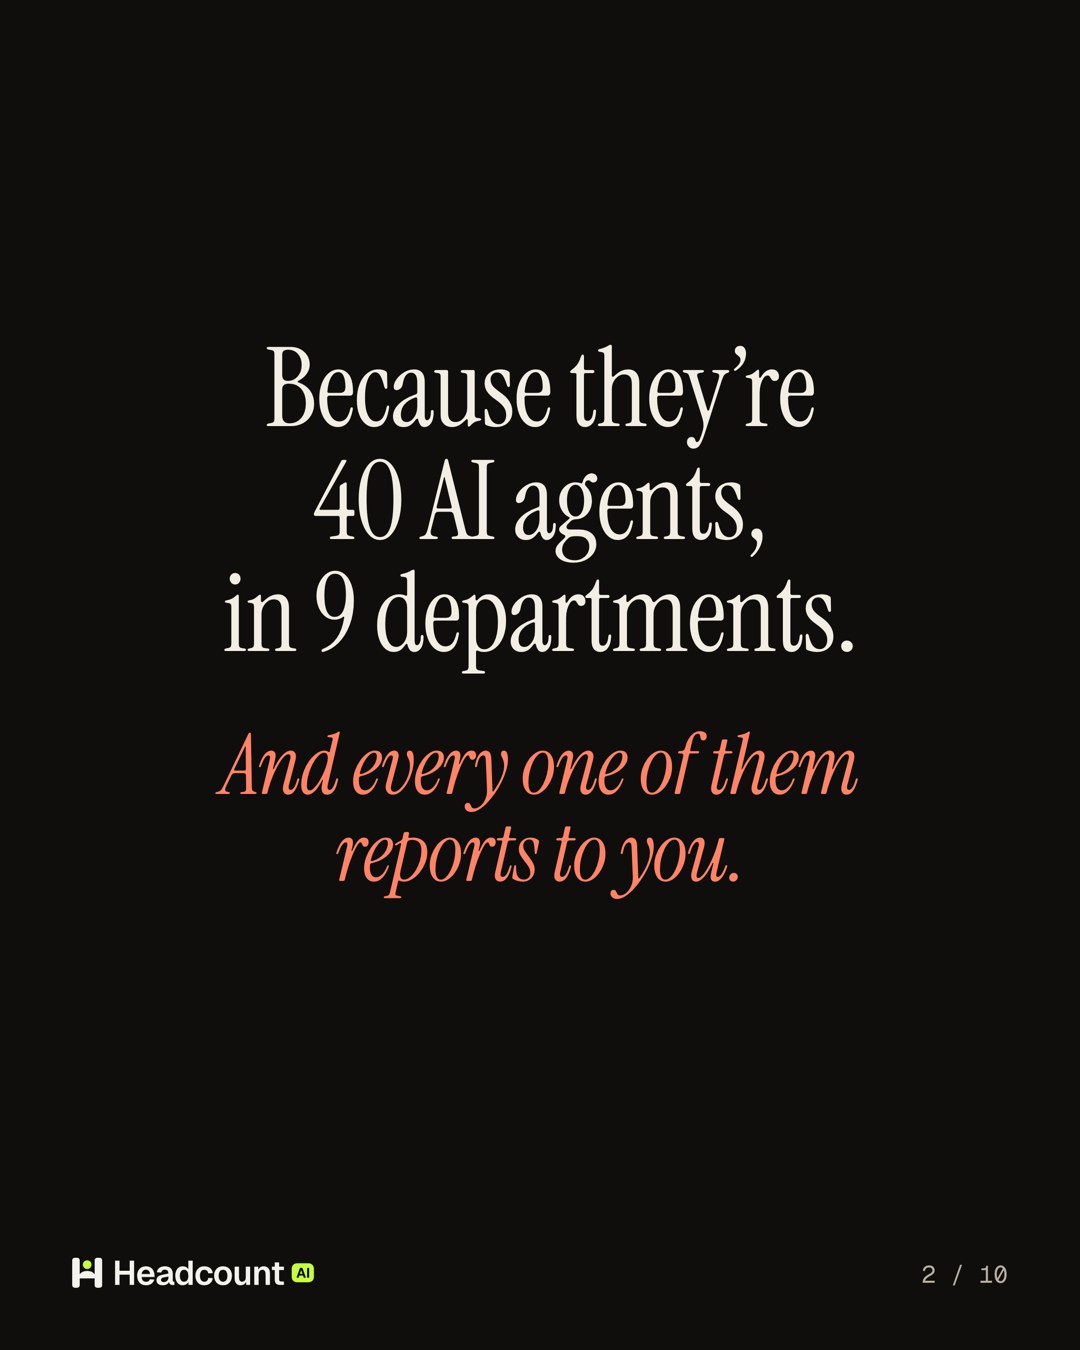 Because they’re
40 AI agents,
in 9 departments.
And every one of them
reports to you.
Headcount AI
2 / 10